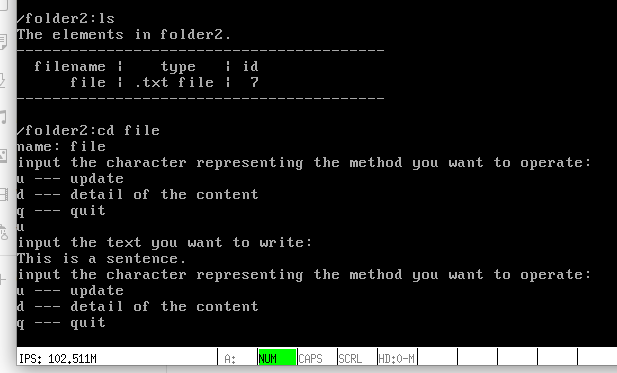 /folder2:ls
The elements in folder2.
-----------------------------------------
  filename ¦    type   ¦ id
      file ¦ .txt file ¦  7
-----------------------------------------
/folder2:cd file
name: file
input the character representing the method you want to operate:
u --- update
d --- detail of the content
q --- quit
u
input the text you want to write:
This is a sentence.
input the character representing the method you want to operate:
u --- update
d --- detail of the content
q --- quit
IPS: 102.511M A: NUM CAPS SCRL HD:0-M